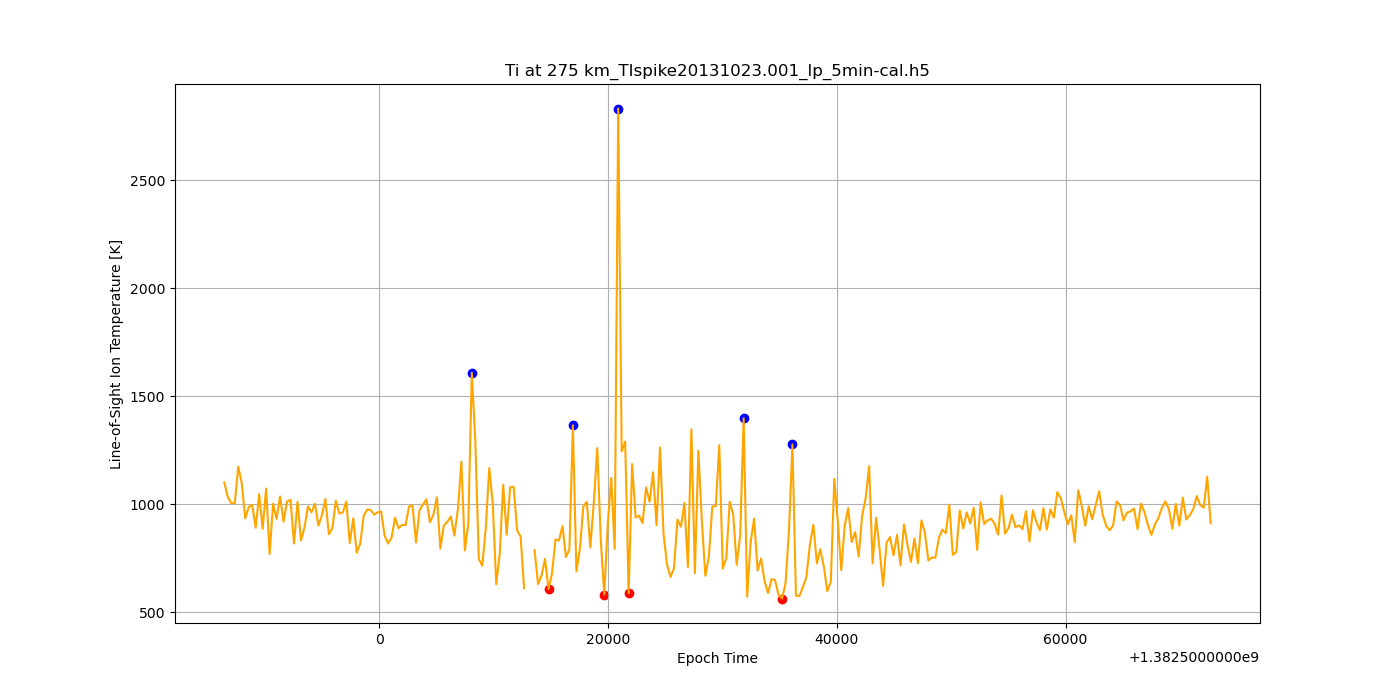 Ti at 275 km_TIspike20131023.001_lp_5min-cal.h5
Line-of-Sight Ion Temperature [K]
2500
2000
1500
1000
500
0 20000 40000 60000
Epoch Time
+1.3825000000e9